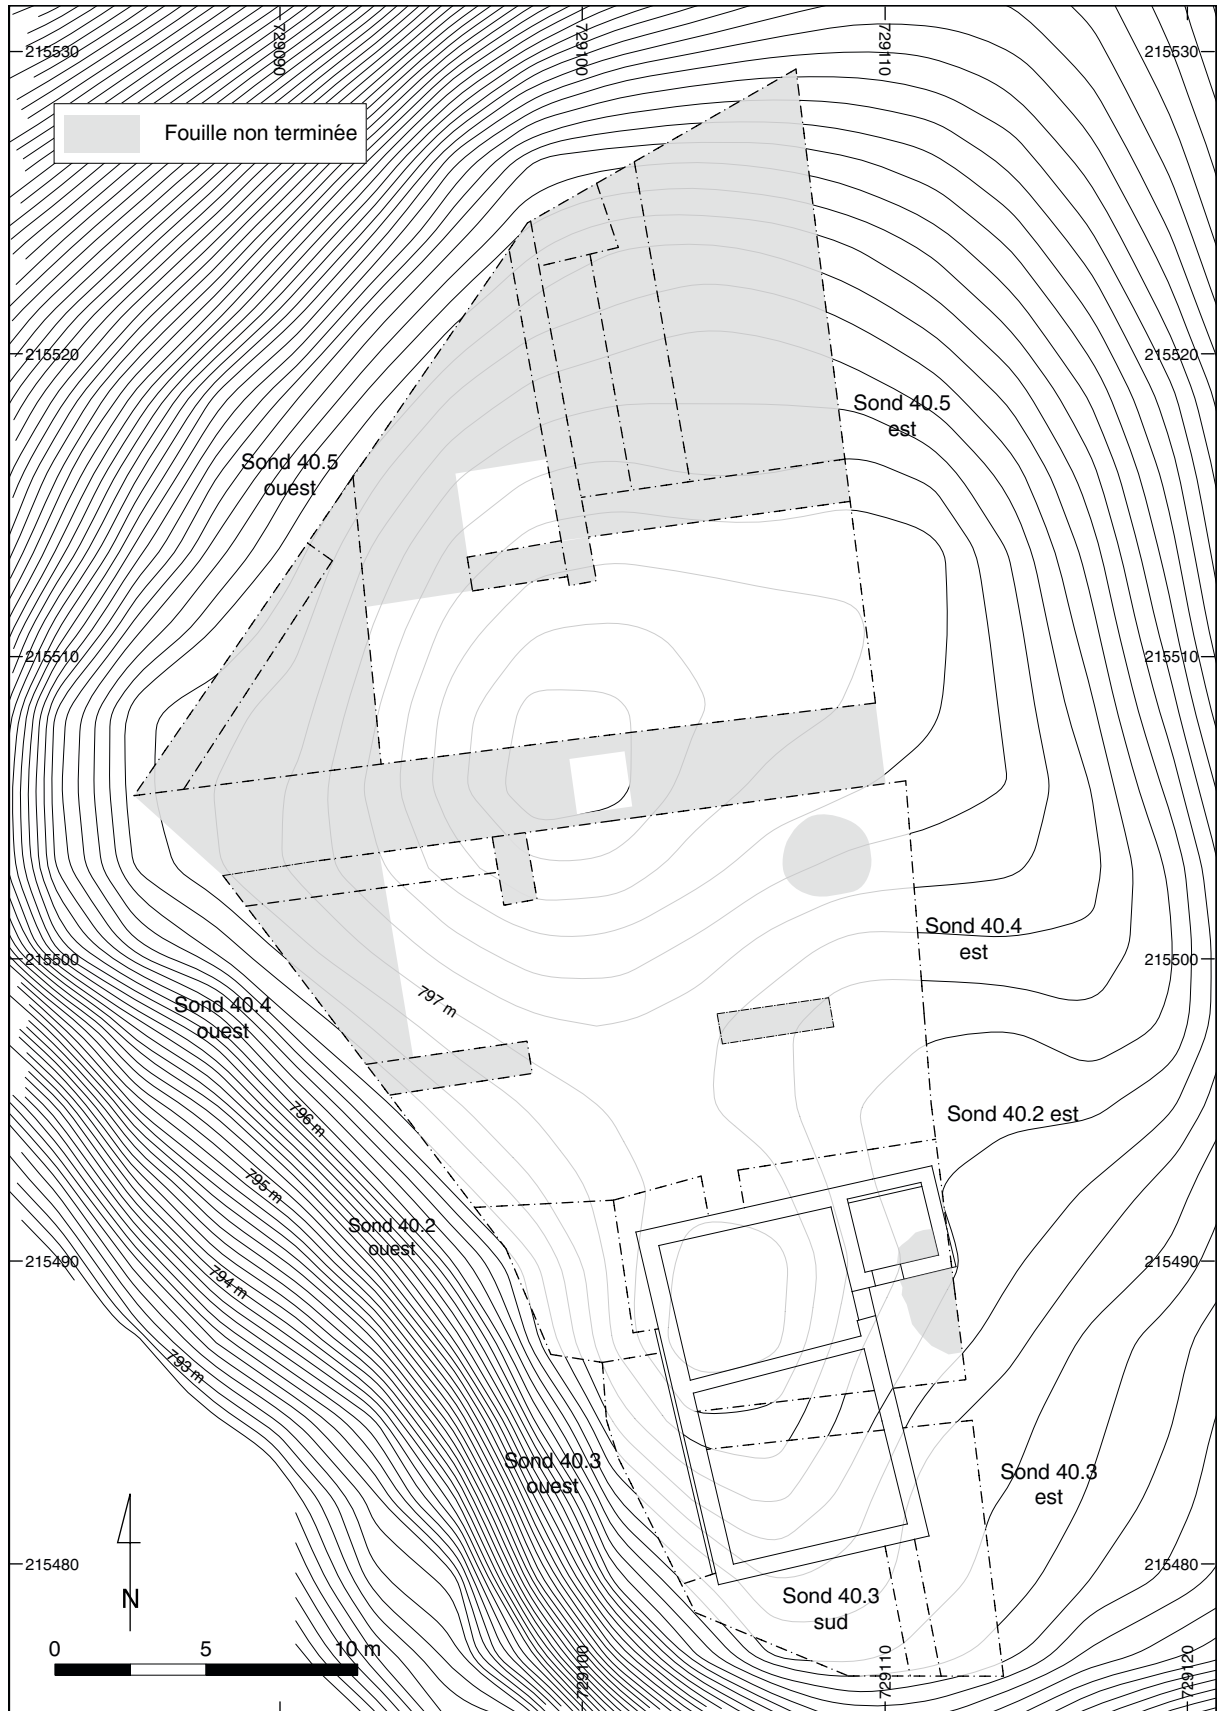 729090
729100
729110
215530
215530
Fouille non terminée
215520
215520
Sond 40.5
est
Sond 40.5
ouest
215510
215510
Sond 40.4
est
215500
215500
797 m
Sond 40.4
ouest
796 m
Sond 40.2 est
795 m
Sond 40.2
ouest
215490
215490
794 m
793 m
Sond 40.3
ouest
Sond 40.3
est
215480
215480
N
Sond 40.3
sud
0 5 10 m
729100
729110
729120